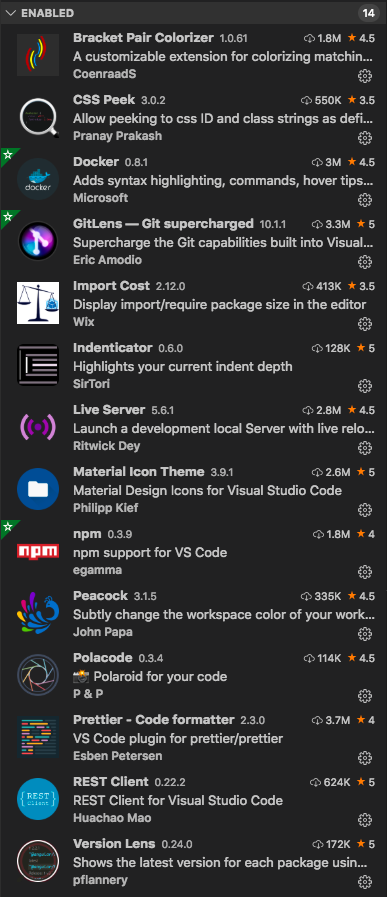 ENABLED 14
Bracket Pair Colorizer 1.0.61 1.8M ★ 4.5
A customizable extension for colorizing matchin...
CoenraadS
CSS Peek 3.0.2 550K ★ 3.5
Allow peeking to css ID and class strings as defi...
Pranay Prakash
docker
Docker 0.8.1 3M ★ 4.5
Adds syntax highlighting, commands, hover tips...
Microsoft
GitLens — Git supercharged 10.1.1 3.3M ★ 5
Supercharge the Git capabilities built into Visual...
Eric Amodio
Import Cost 2.12.0 413K ★ 3.5
Display import/require package size in the editor
Wix
Indenticator 0.6.0 128K ★ 5
Highlights your current indent depth
SirTori
Live Server 5.6.1 2.8M ★ 4.5
Launch a development local Server with live relo...
Ritwick Dey
Material Icon Theme 3.9.1 2.6M ★ 5
Material Design Icons for Visual Studio Code
Philipp Kief
npm
npm 0.3.9 1.8M ★ 4
npm support for VS Code
egamma
Peacock 3.1.5 335K ★ 4.5
Subtly change the workspace color of your work...
John Papa
Polacode 0.3.4 114K ★ 4.5
📸 Polaroid for your code
P & P
Prettier - Code formatter 2.3.0 3.7M ★ 4
VS Code plugin for prettier/prettier
Esben Petersen
{REST}
client
REST Client 0.22.2 624K ★ 5
REST Client for Visual Studio Code
Huachao Mao
Version Lens 0.24.0 172K ★ 5
Shows the latest version for each package usin...
pflannery